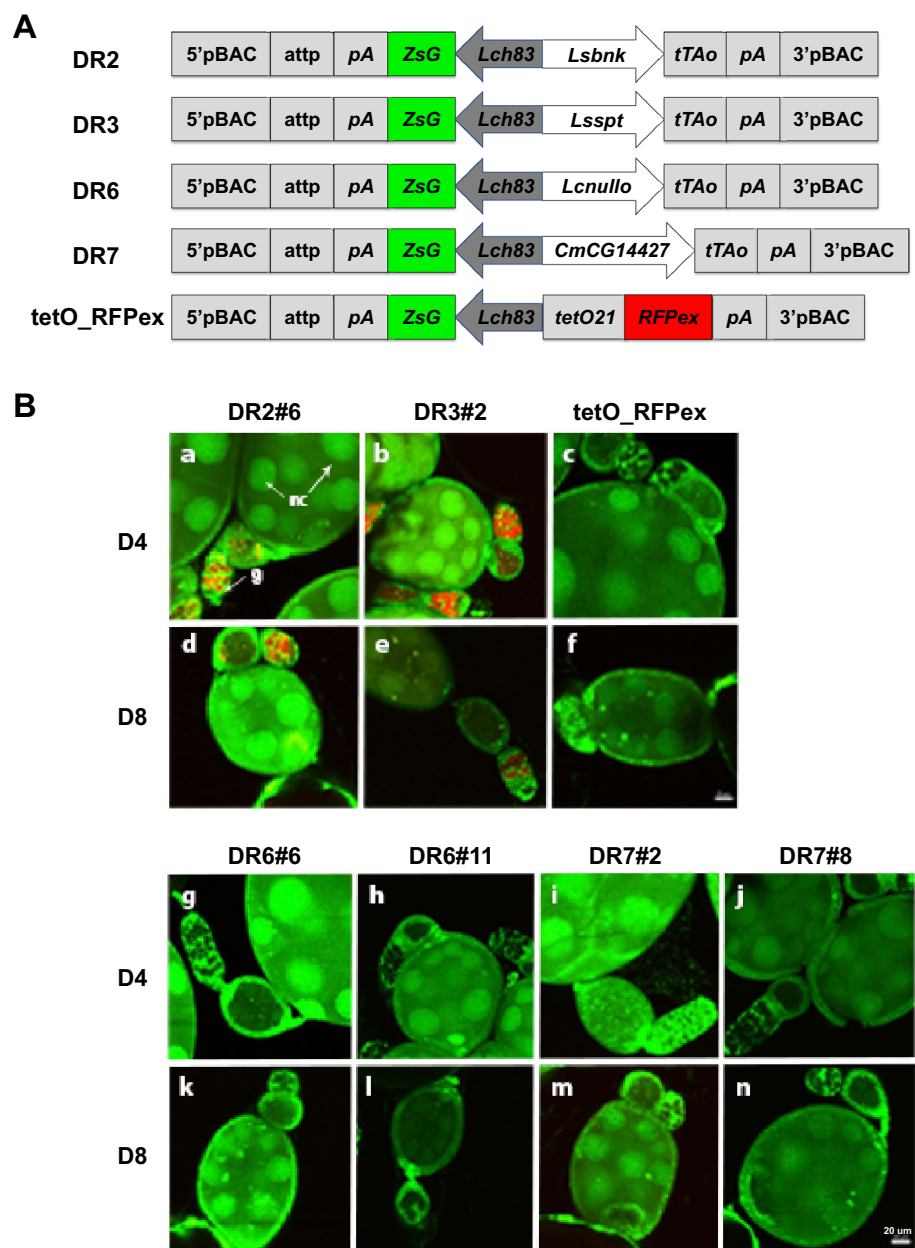 A
DR2 5'pBAC attp pA ZsG Lch83 Lsbnk tTAo pA 3'pBAC
DR3 5'pBAC attp pA ZsG Lch83 Lsspt tTAo pA 3'pBAC
DR6 5'pBAC attp pA ZsG Lch83 Lcnullo tTAo pA 3'pBAC
DR7 5'pBAC attp pA ZsG Lch83 CmCG14427 tTAo pA 3'pBAC
tetO_RFPex 5'pBAC attp pA ZsG Lch83 tetO21 RFPex pA 3'pBAC
B
DR2#6 DR3#2 tetO_RFPex
D4
a nc g b c
D8
d e f
DR6#6 DR6#11 DR7#2 DR7#8
D4
g h i j
D8
k l m n
20 um